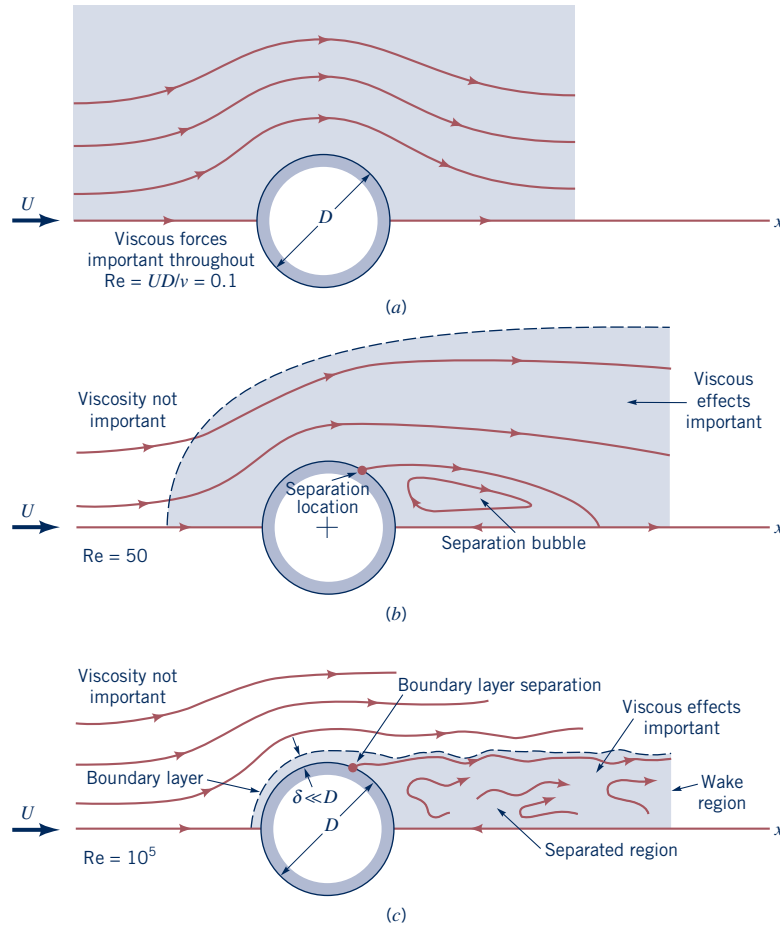 U
D
x
Viscous forces
important throughout
Re = UD/ν = 0.1
(a)
Viscosity not
important
Viscous
effects
important
Separation
location
U
x
Separation bubble
Re = 50
(b)
Viscosity not
important
Boundary layer separation
Viscous effects
important
Boundary layer
δ ≪ D
Wake
region
U
D
x
Separated region
Re = 10⁵
(c)